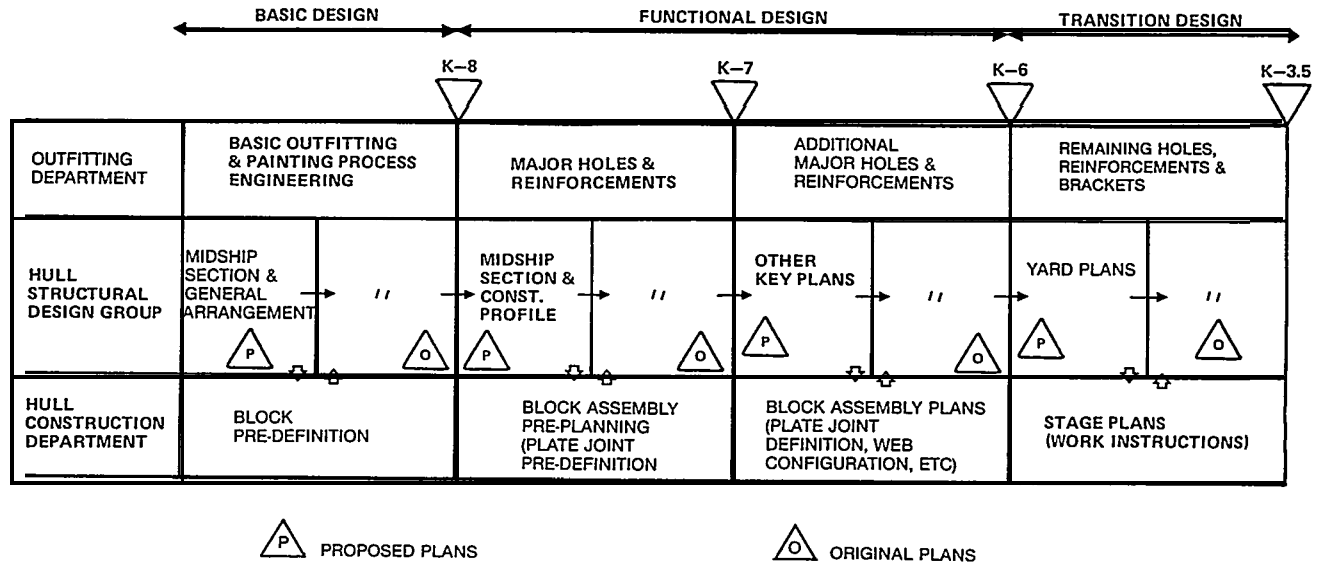 BASIC DESIGN
FUNCTIONAL DESIGN
TRANSITION DESIGN
K–8
K–7
K–6
K–3.5
OUTFITTING
DEPARTMENT
BASIC OUTFITTING
& PAINTING PROCESS
ENGINEERING
MAJOR HOLES &
REINFORCEMENTS
ADDITIONAL
MAJOR HOLES &
REINFORCEMENTS
REMAINING HOLES,
REINFORCEMENTS &
BRACKETS
HULL
STRUCTURAL
DESIGN GROUP
MIDSHIP
SECTION &
GENERAL
ARRANGEMENT
P
〃
O
MIDSHIP
SECTION &
CONST.
PROFILE
P
〃
O
OTHER
KEY PLANS
P
〃
O
YARD PLANS
P
〃
O
HULL
CONSTRUCTION
DEPARTMENT
BLOCK
PRE-DEFINITION
BLOCK ASSEMBLY
PRE-PLANNING
(PLATE JOINT
PRE-DEFINITION
BLOCK ASSEMBLY PLANS
(PLATE JOINT
DEFINITION, WEB
CONFIGURATION, ETC)
STAGE PLANS
(WORK INSTRUCTIONS)
P PROPOSED PLANS
O ORIGINAL PLANS